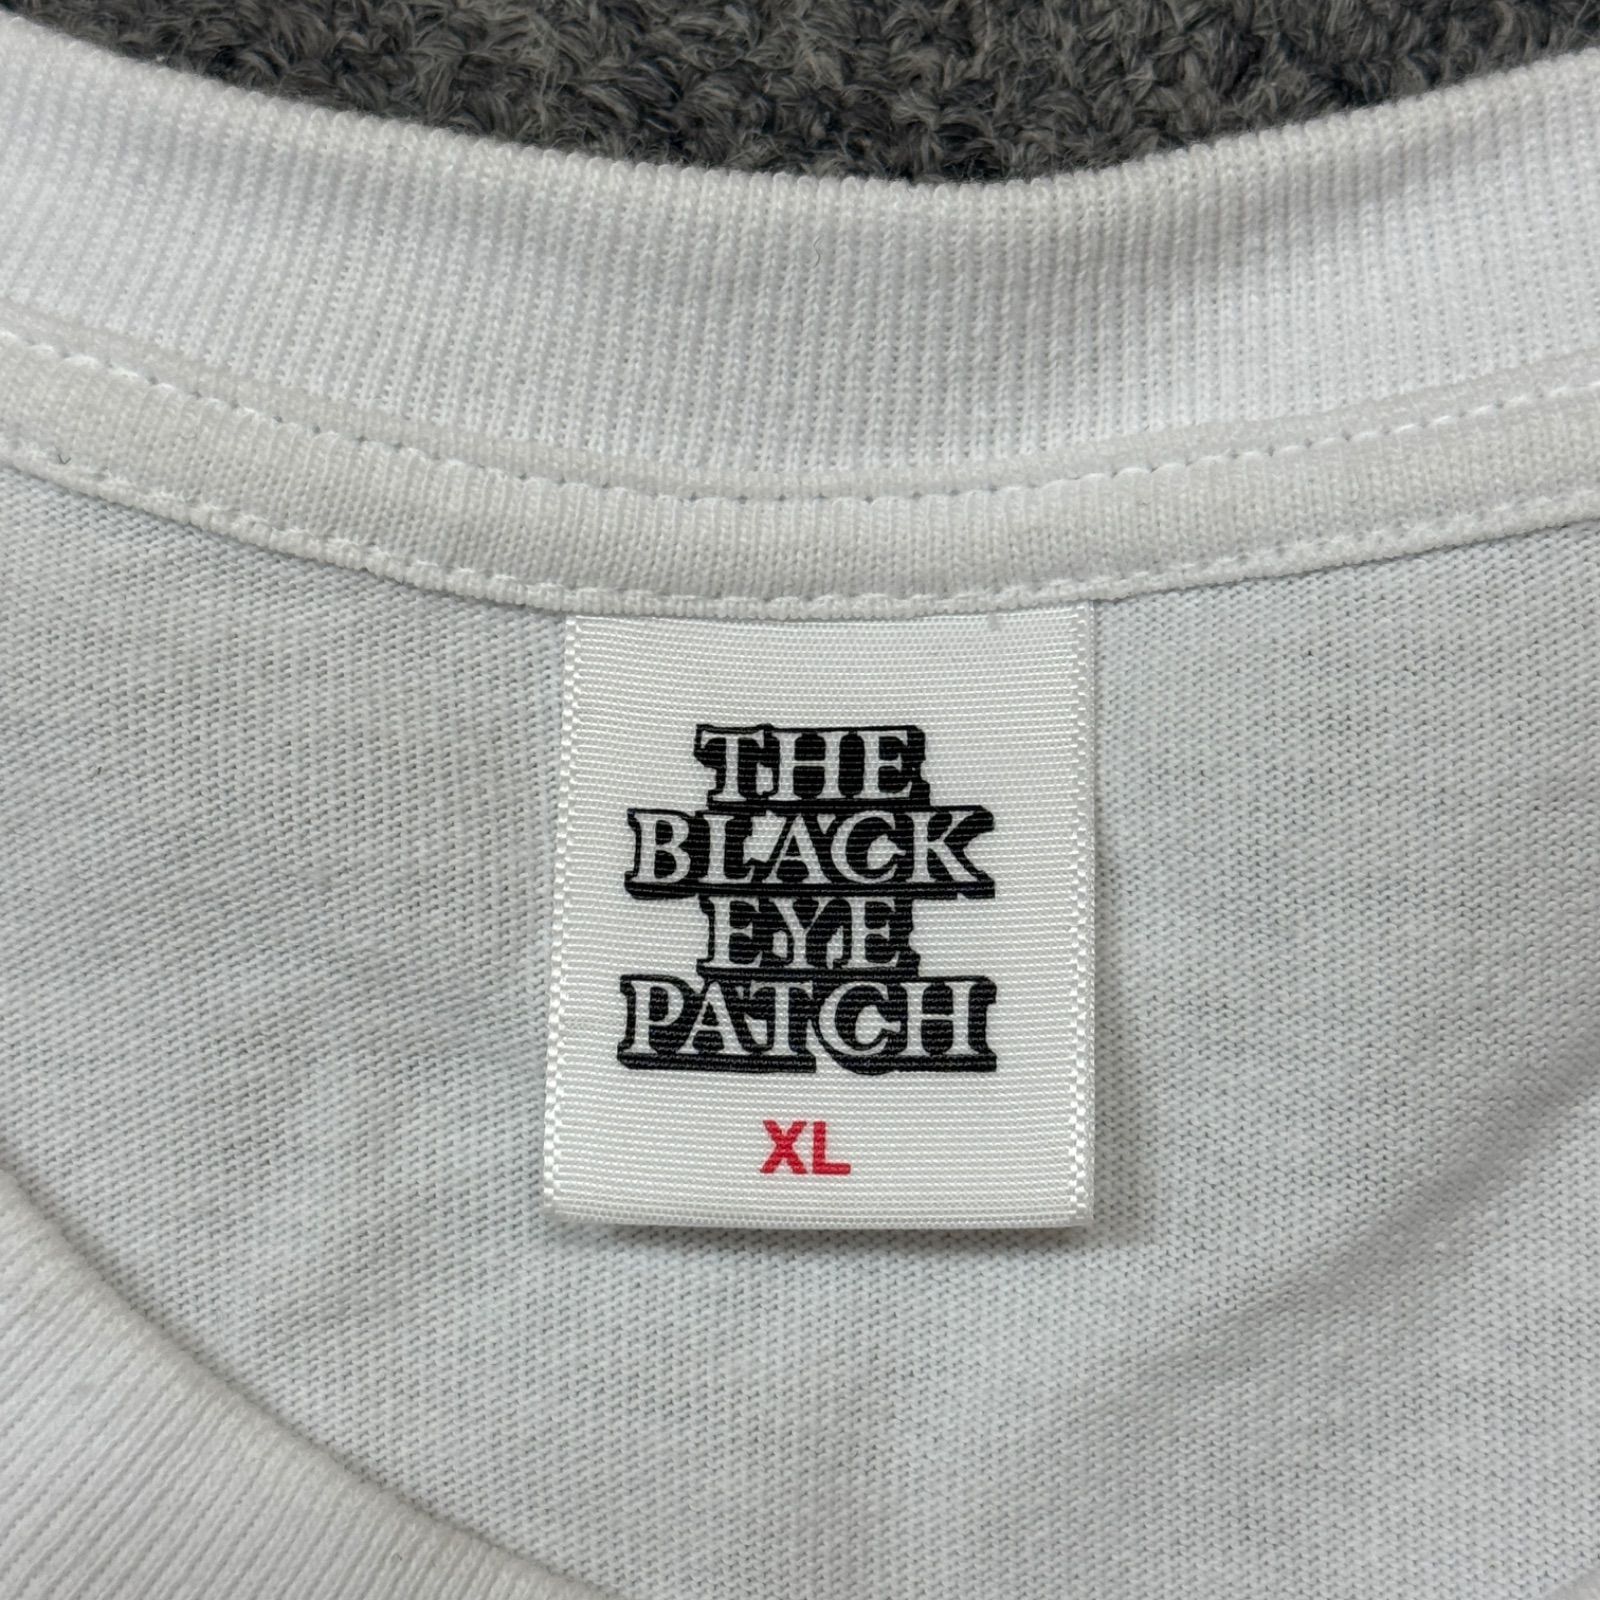 THE
BLACK
EYE
PATCH
XL